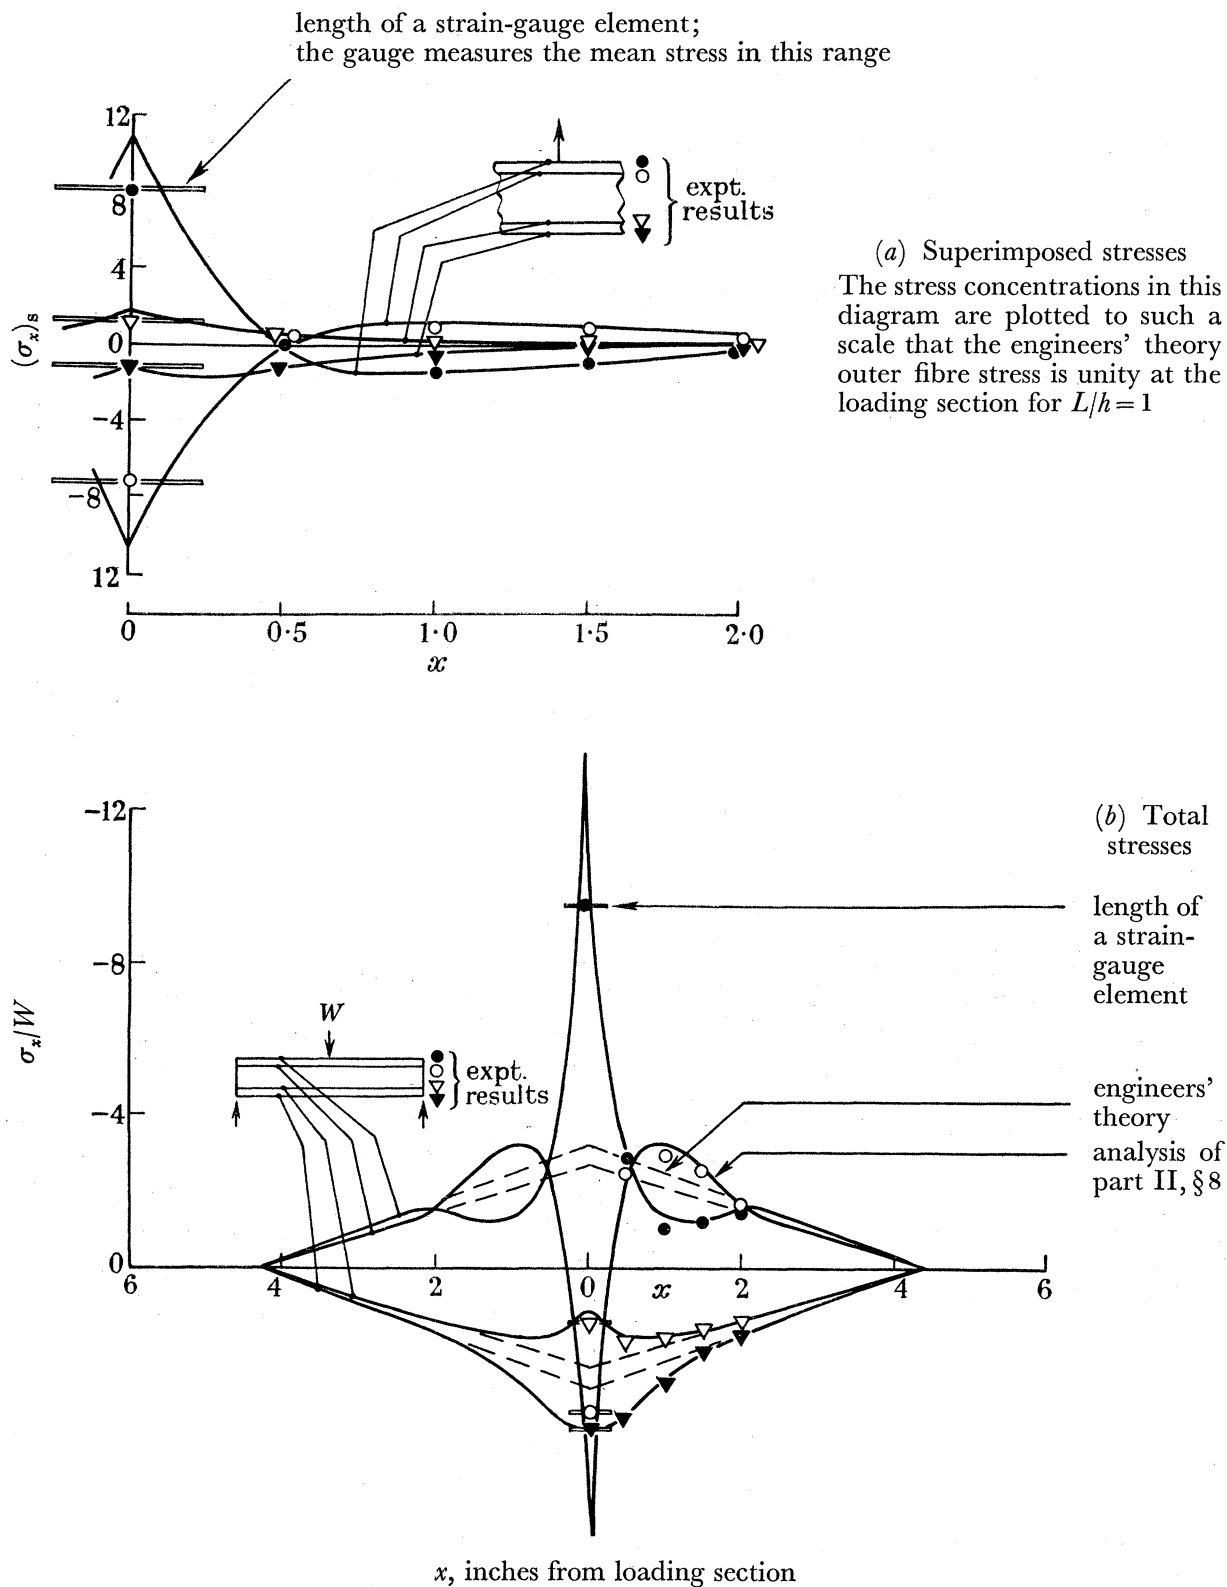 length of a strain-gauge element;
the gauge measures the mean stress in this range
12
8
4
0
−4
−8
12
(σx)s
expt.
results
0 0·5 1·0 1·5 2·0
x
(a) Superimposed stresses
The stress concentrations in this
diagram are plotted to such a
scale that the engineers' theory
outer fibre stress is unity at the
loading section for L/h = 1
−12
−8
−4
0
σx/W
W
expt.
results
6 4 2 0 x 2 4 6
(b) Total
stresses
length of
a strain-
gauge
element
engineers'
theory
analysis of
part II, §8
x, inches from loading section